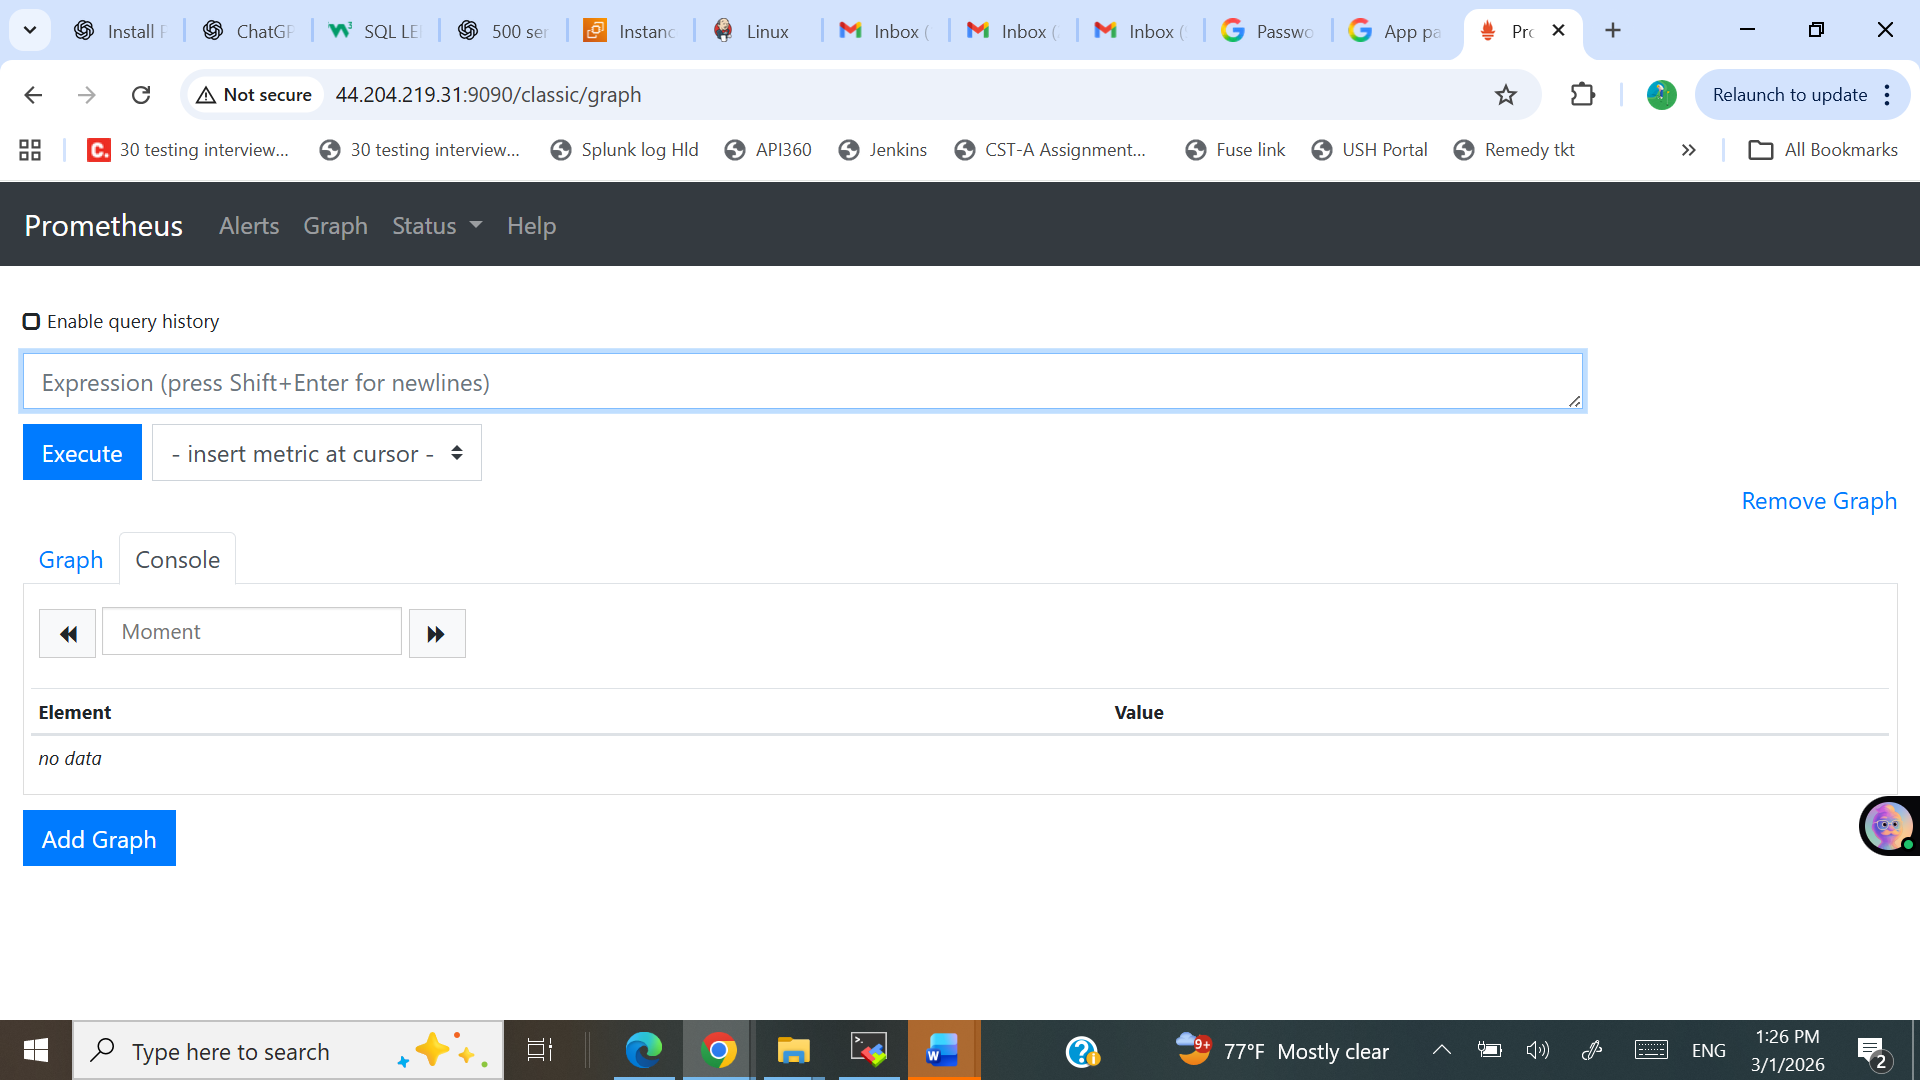 Install P
ChatGP
SQL LE
500 ser
Instanc
Linux
Inbox (
Inbox (
Inbox (
Passwo
App pa
Pro
Not secure
44.204.219.31:9090/classic/graph
Relaunch to update
30 testing interview...
30 testing interview...
Splunk log Hld
API360
Jenkins
CST-A Assignment...
Fuse link
USH Portal
Remedy tkt
All Bookmarks
Prometheus
Alerts
Graph
Status
Help
Enable query history
Expression (press Shift+Enter for newlines)
Execute
- insert metric at cursor -
Remove Graph
Graph
Console
Moment
Element
Value
no data
Add Graph
Type here to search
9+
77°F Mostly clear
ENG
1:26 PM
3/1/2026
2